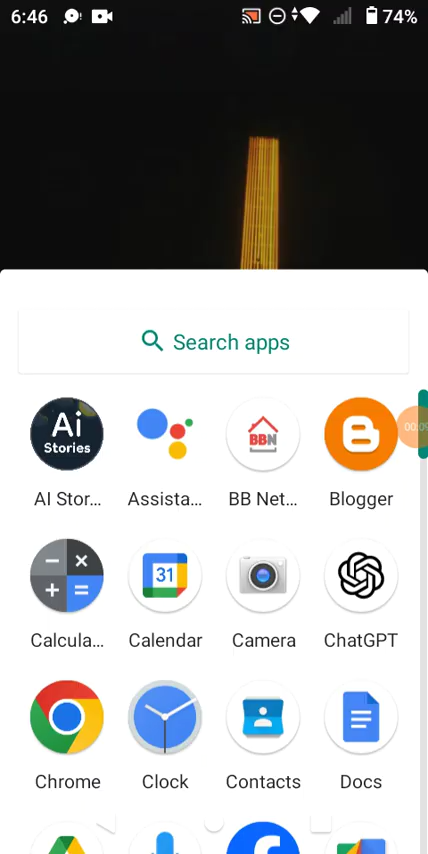 6:46
74%
Search apps
Ai
Stories
BBN
AI Stor...
Assista...
BB Net...
Blogger
31
Calcula...
Calendar
Camera
ChatGPT
Chrome
Clock
Contacts
Docs